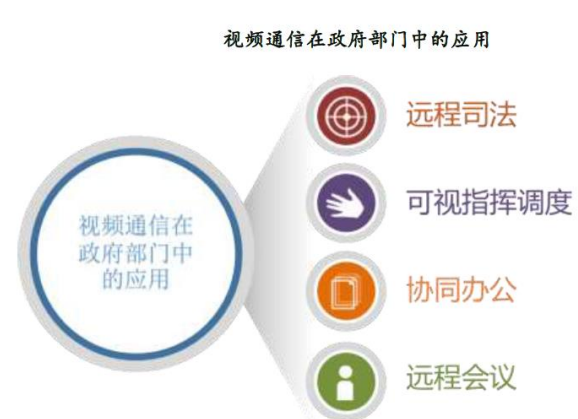 视频通信在政府部门中的应用
视频通信在
政府部门中
的应用
远程司法
可视指挥调度
协同办公
远程会议